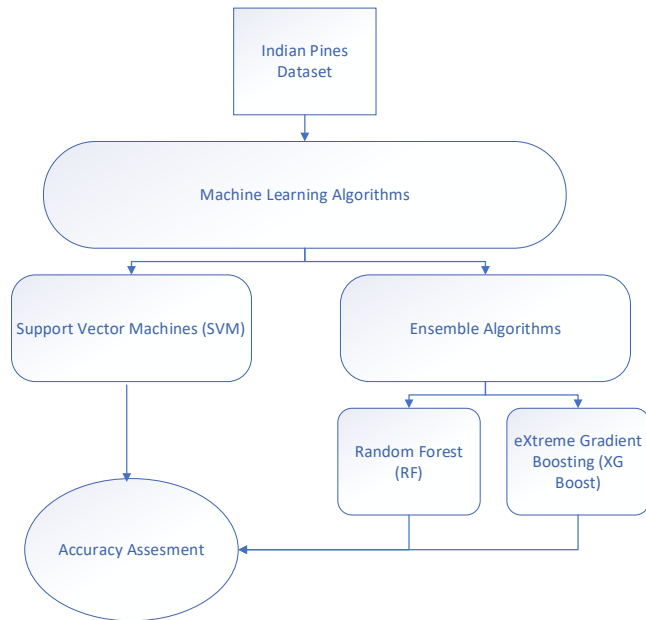 Indian Pines
Dataset
Machine Learning Algorithms
Support Vector Machines (SVM)
Ensemble Algorithms
Random Forest
(RF)
eXtreme Gradient
Boosting (XG
Boost)
Accuracy Assesment